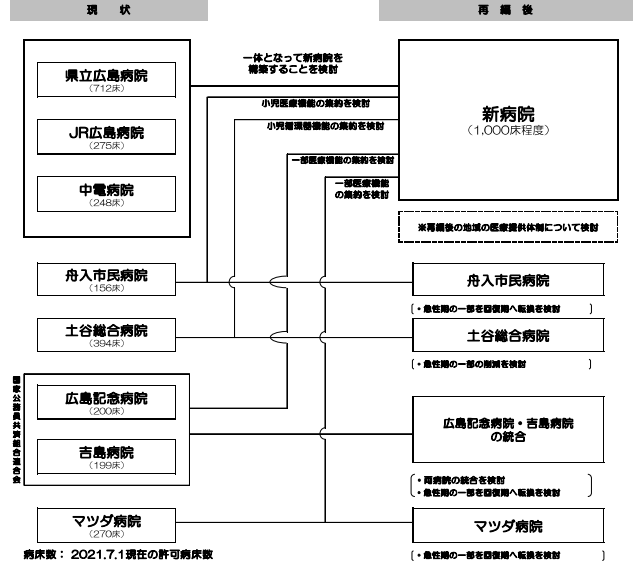 現 状
再 編 後
県立広島病院
(712床)
JR広島病院
(275床)
中電病院
(248床)
一体となって新病院を
構築することを検討
小児医療機能の集約を検討
小児循環器機能の集約を検討
一部医療機能の集約を検討
一部医療機能
の集約を検討
新病院
(1,000床程度)
※再編後の地域の医療提供体制について検討
舟入市民病院
(156床)
舟入市民病院
・急性期の一部を回復期へ転換を検討
土谷総合病院
(394床)
土谷総合病院
・急性期の一部の削減を検討
国家公務員共済組合連合会
広島記念病院
(200床)
吉島病院
(199床)
広島記念病院・吉島病院
の統合
・両病院の統合を検討
・急性期の一部を回復期へ転換を検討
マツダ病院
(270床)
マツダ病院
・急性期の一部を回復期へ転換を検討
病床数： 2021.7.1現在の許可病床数